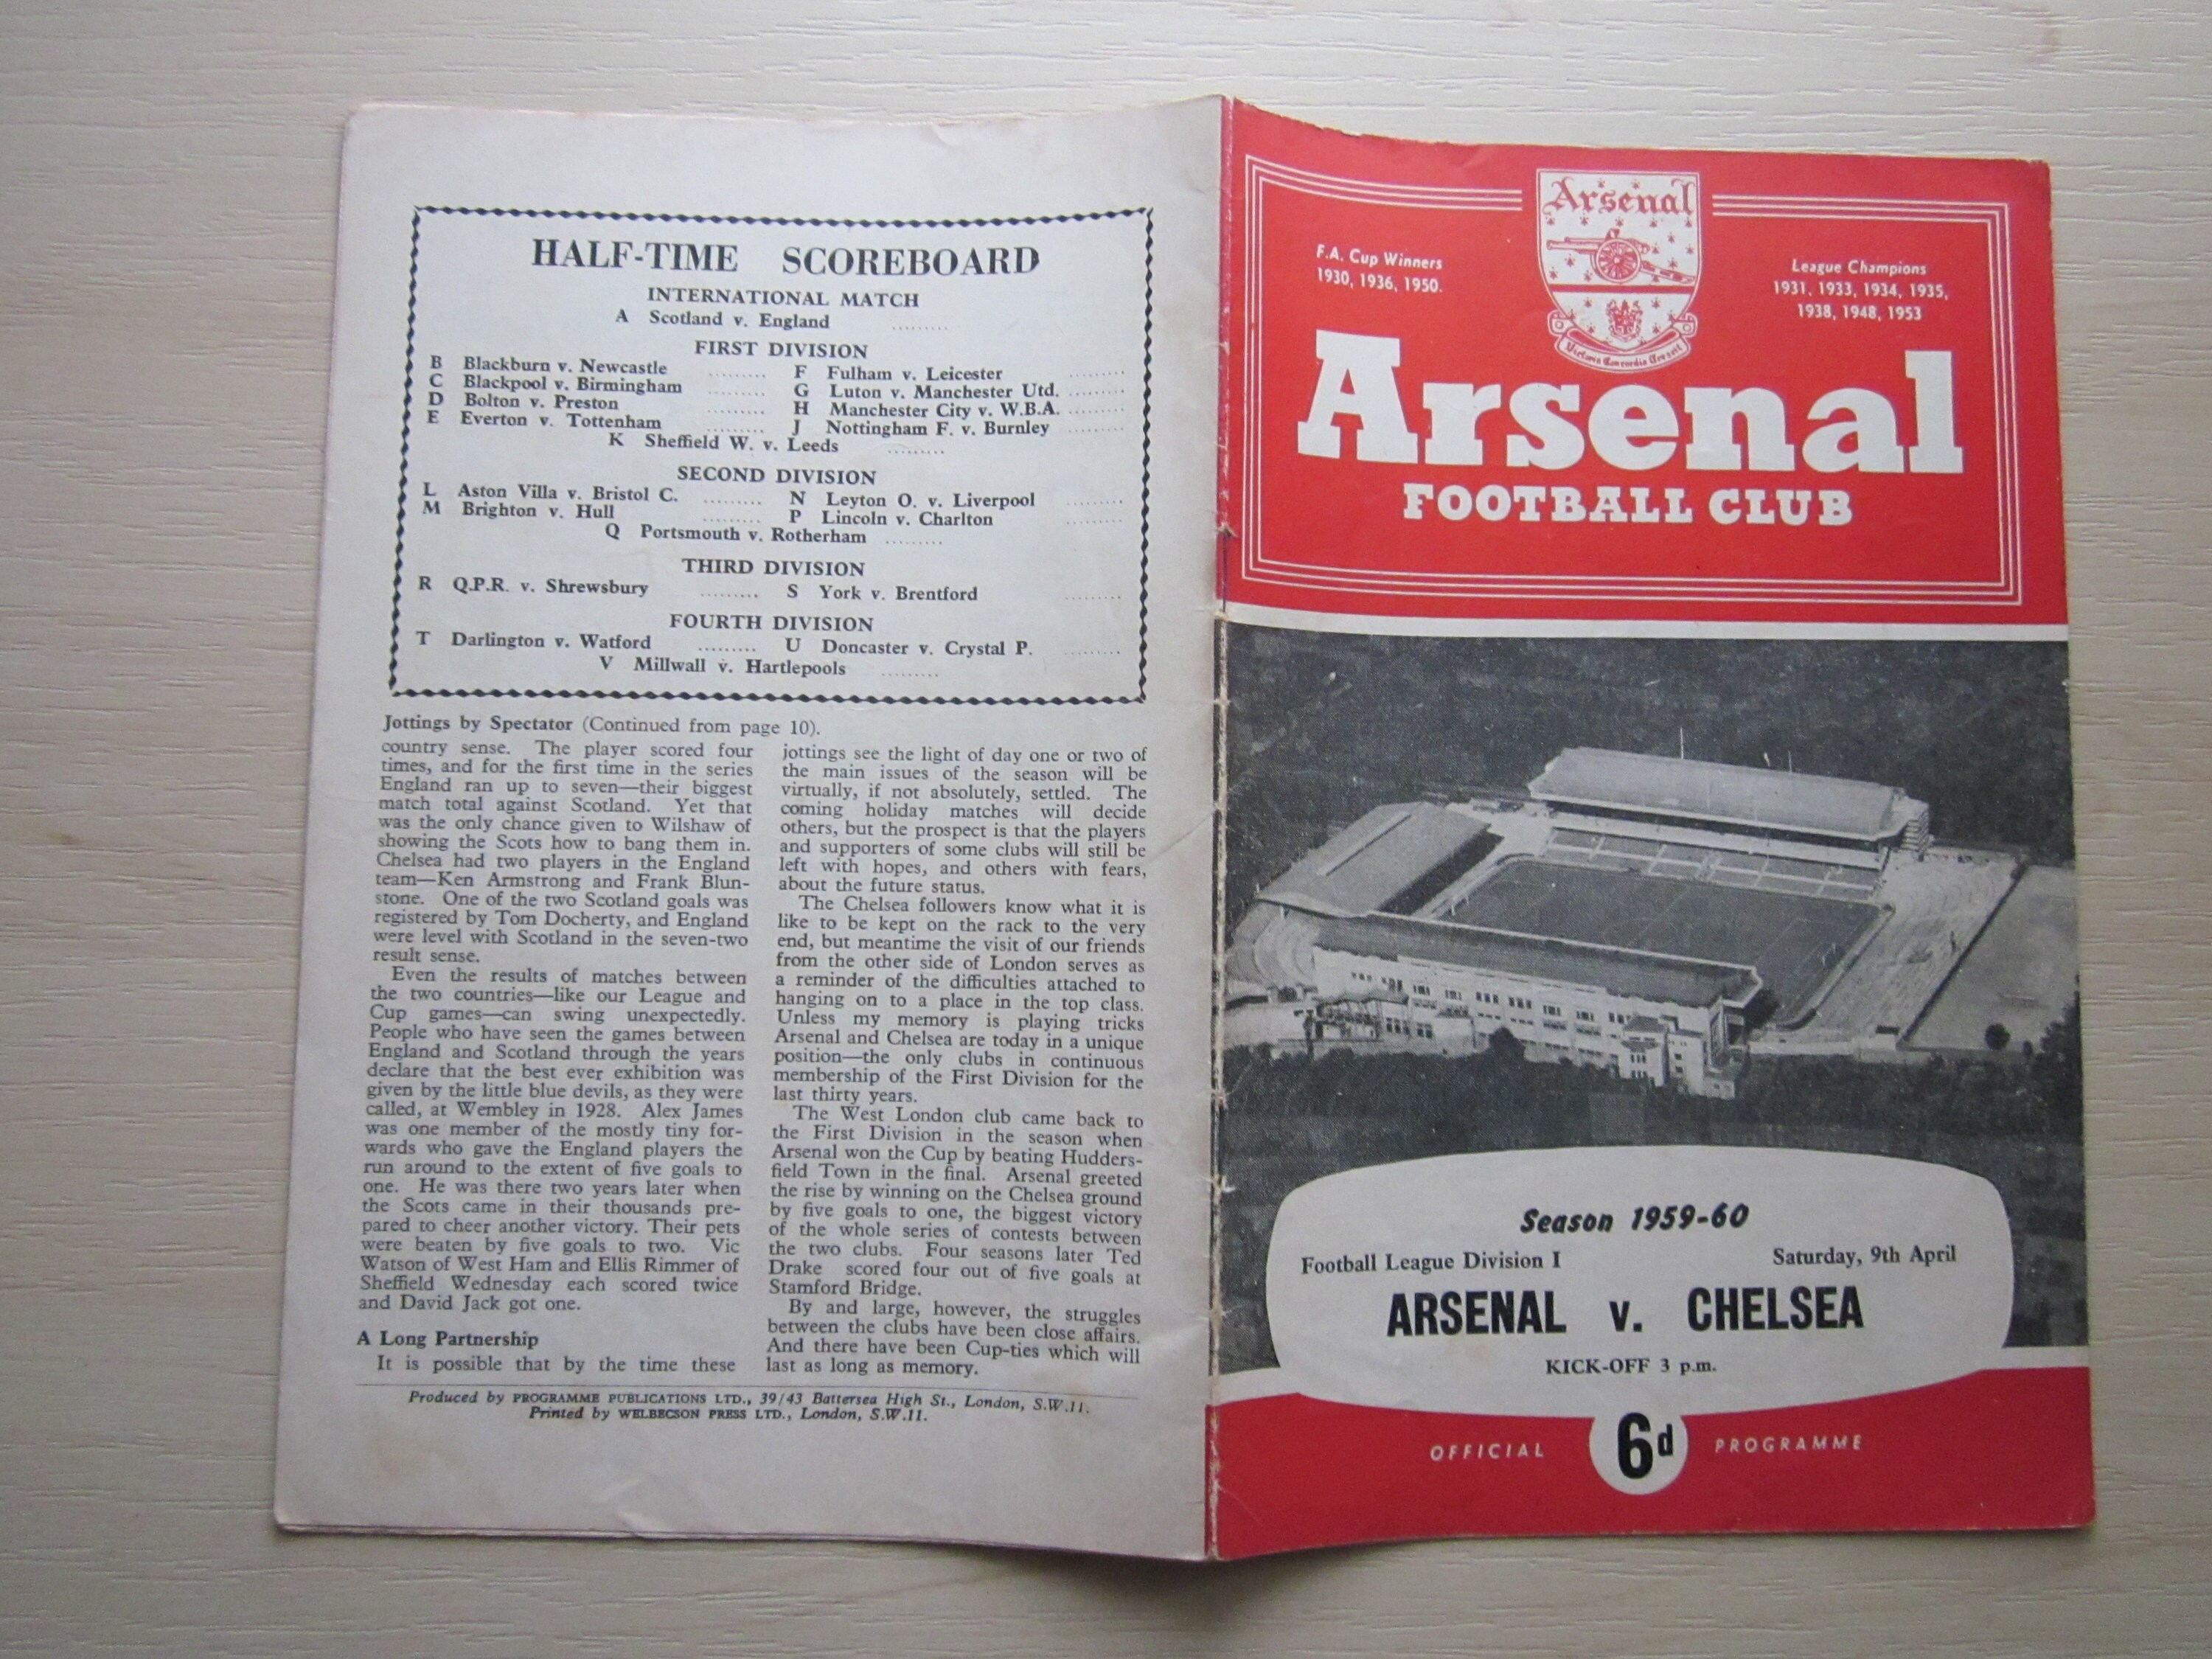 HALF-TIME SCOREBOARD
INTERNATIONAL MATCH
A Scotland v. England .........
FIRST DIVISION
B Blackburn v. Newcastle ......... F Fulham v. Leicester .........
C Blackpool v. Birmingham ......... G Luton v. Manchester Utd. .........
D Bolton v. Preston ......... H Manchester City v. W.B.A. .........
E Everton v. Tottenham ......... J Nottingham F. v. Burnley .........
K Sheffield W. v. Leeds .........
SECOND DIVISION
L Aston Villa v. Bristol C. ......... N Leyton O. v. Liverpool .........
M Brighton v. Hull ......... P Lincoln v. Charlton .........
Q Portsmouth v. Rotherham .........
THIRD DIVISION
R Q.P.R. v. Shrewsbury ......... S York v. Brentford .........
FOURTH DIVISION
T Darlington v. Watford ......... U Doncaster v. Crystal P. .........
V Millwall v. Hartlepools .........
Jottings by Spectator (Continued from page 10).
country sense. The player scored four
times, and for the first time in the series
England ran up to seven—their biggest
match total against Scotland. Yet that
was the only chance given to Wilshaw of
showing the Scots how to bang them in.
Chelsea had two players in the England
team—Ken Armstrong and Frank Blun-
stone. One of the two Scotland goals was
registered by Tom Docherty, and England
were level with Scotland in the seven-two
result sense.
Even the results of matches between
the two countries—like our League and
Cup games—can swing unexpectedly.
People who have seen the games between
England and Scotland through the years
declare that the best ever exhibition was
given by the little blue devils, as they were
called, at Wembley in 1928. Alex James
was one member of the mostly tiny for-
wards who gave the England players the
run around to the extent of five goals to
one. He was there two years later when
the Scots came in their thousands pre-
pared to cheer another victory. Their pets
were beaten by five goals to two. Vic
Watson of West Ham and Ellis Rimmer of
Sheffield Wednesday each scored twice
and David Jack got one.
A Long Partnership
It is possible that by the time these
jottings see the light of day one or two of
the main issues of the season will be
virtually, if not absolutely, settled. The
coming holiday matches will decide
others, but the prospect is that the players
and supporters of some clubs will still be
left with hopes, and others with fears,
about the future status.
The Chelsea followers know what it is
like to be kept on the rack to the very
end, but meantime the visit of our friends
from the other side of London serves as
a reminder of the difficulties attached to
hanging on to a place in the top class.
Unless my memory is playing tricks
Arsenal and Chelsea are today in a unique
position—the only clubs in continuous
membership of the First Division for the
last thirty years.
The West London club came back to
the First Division in the season when
Arsenal won the Cup by beating Hudders-
field Town in the final. Arsenal greeted
the rise by winning on the Chelsea ground
by five goals to one, the biggest victory
of the whole series of contests between
the two clubs. Four seasons later Ted
Drake scored four out of five goals at
Stamford Bridge.
By and large, however, the struggles
between the clubs have been close affairs.
And there have been Cup-ties which will
last as long as memory.
Produced by PROGRAMME PUBLICATIONS LTD., 39/43 Battersea High St., London, S.W.11.
Printed by WELBECSON PRESS LTD., London, S.W.11.
Arsenal
Victoria Concordia Crescit
F.A. Cup Winners
1930, 1936, 1950.
League Champions
1931, 1933, 1934, 1935,
1938, 1948, 1953
Arsenal
FOOTBALL CLUB
Season 1959-60
Football League Division I Saturday, 9th April
ARSENAL v. CHELSEA
KICK-OFF 3 p.m.
OFFICIAL 6d PROGRAMME